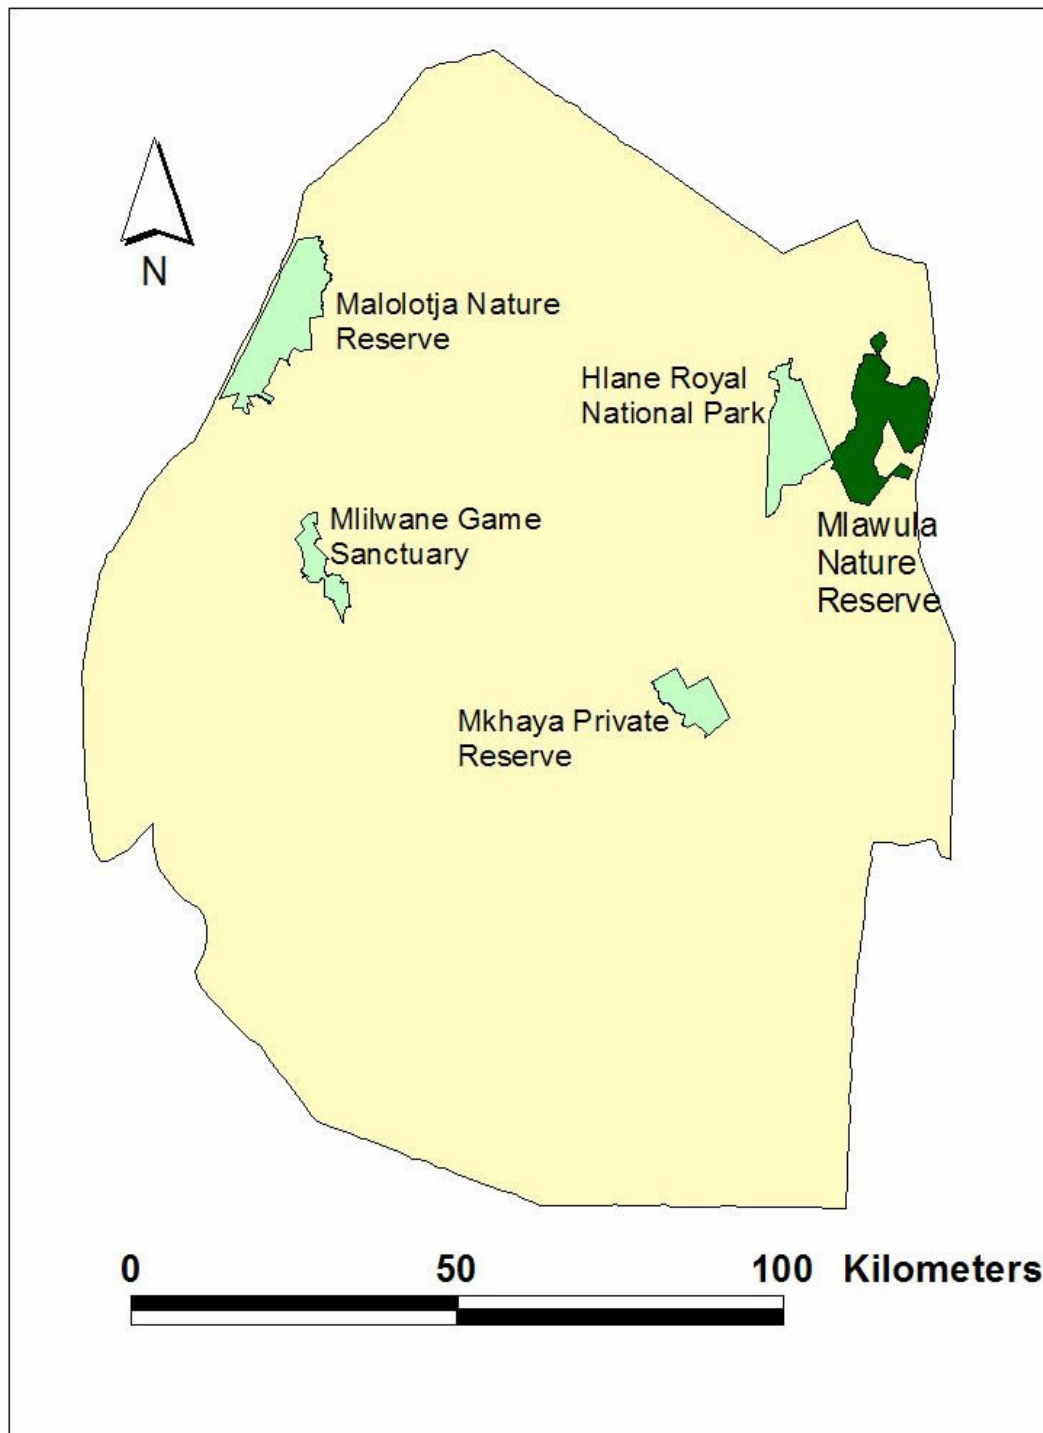 N
Malolotja Nature
Reserve
Hlane Royal
National Park
Mlilwane Game
Sanctuary
Mlawula
Nature
Reserve
Mkhaya Private
Reserve
0 50 100 Kilometers